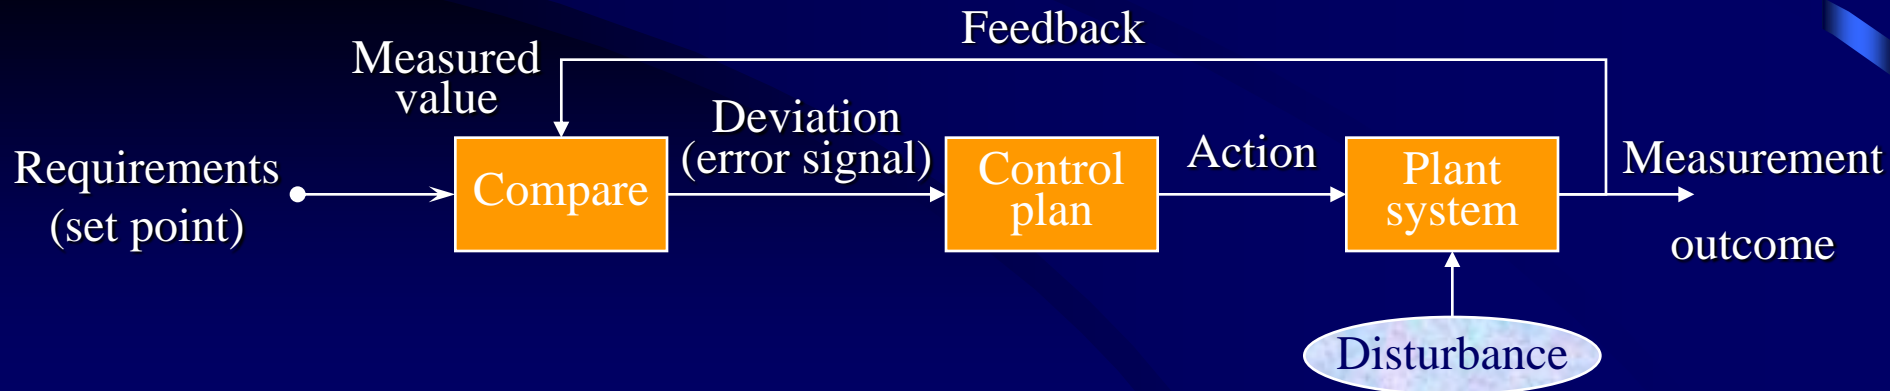 Feedback
Measured
value
Deviation
(error signal)
Requirements
(set point)
Compare
Control
plan
Action
Plant
system
Measurement
outcome
Disturbance